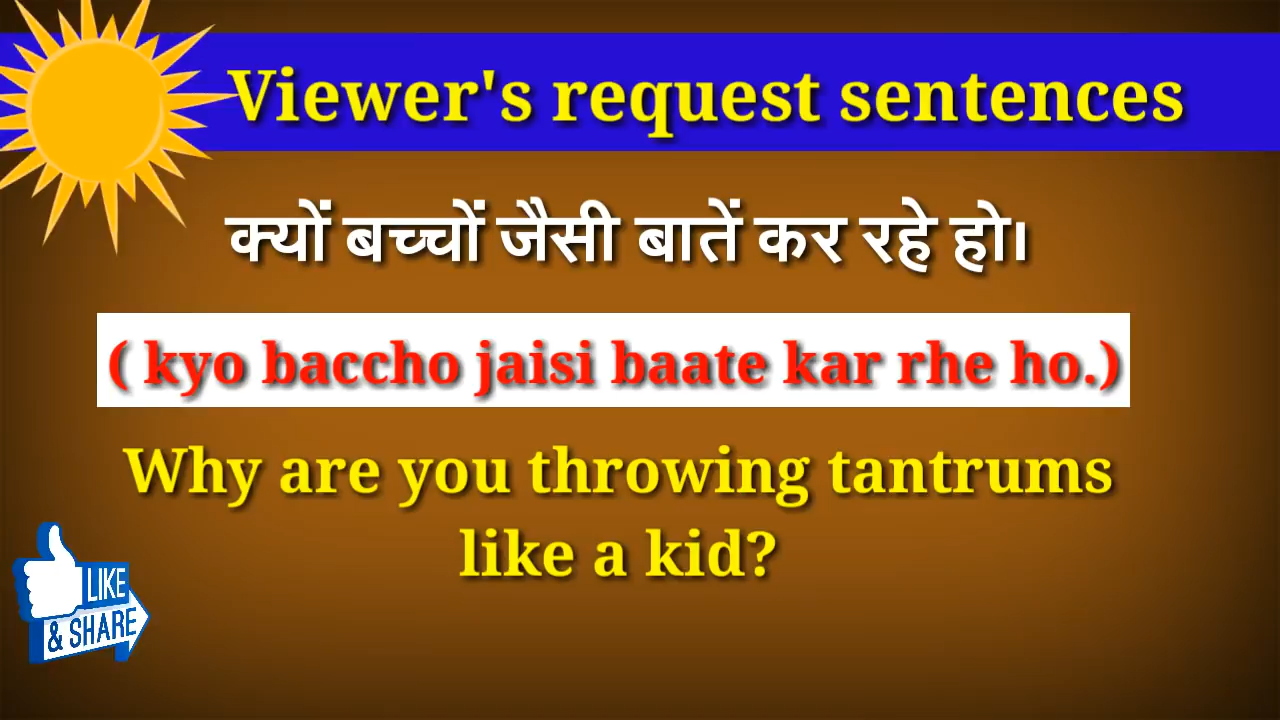 Viewer's request sentences
क्यों बच्चों जैसी बातें कर रहे हो।
( kyo baccho jaisi baate kar rhe ho.)
Why are you throwing tantrums
like a kid?
LIKE
& SHARE